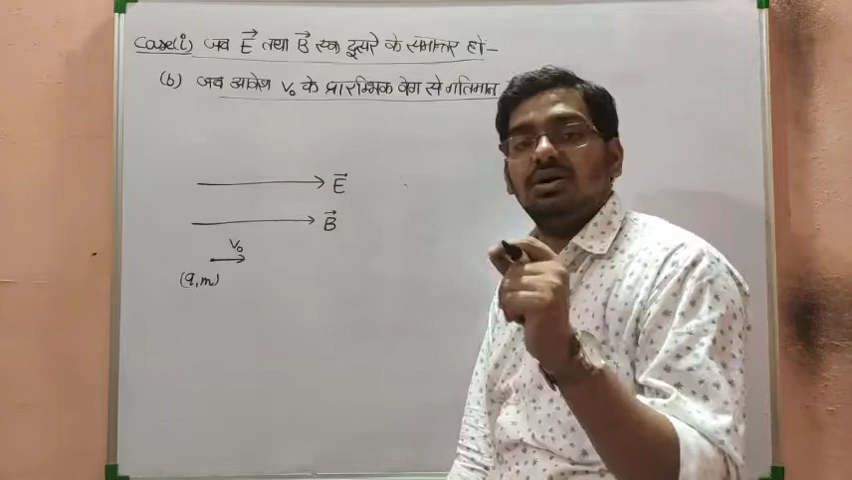 Case(i) जब E⃗ तथा B⃗ एक दूसरे के समान्तर हो-
(b) जब आवेश v₀ के प्रारम्भिक वेग से गतिमान
E⃗
B⃗
v₀
(q,m)